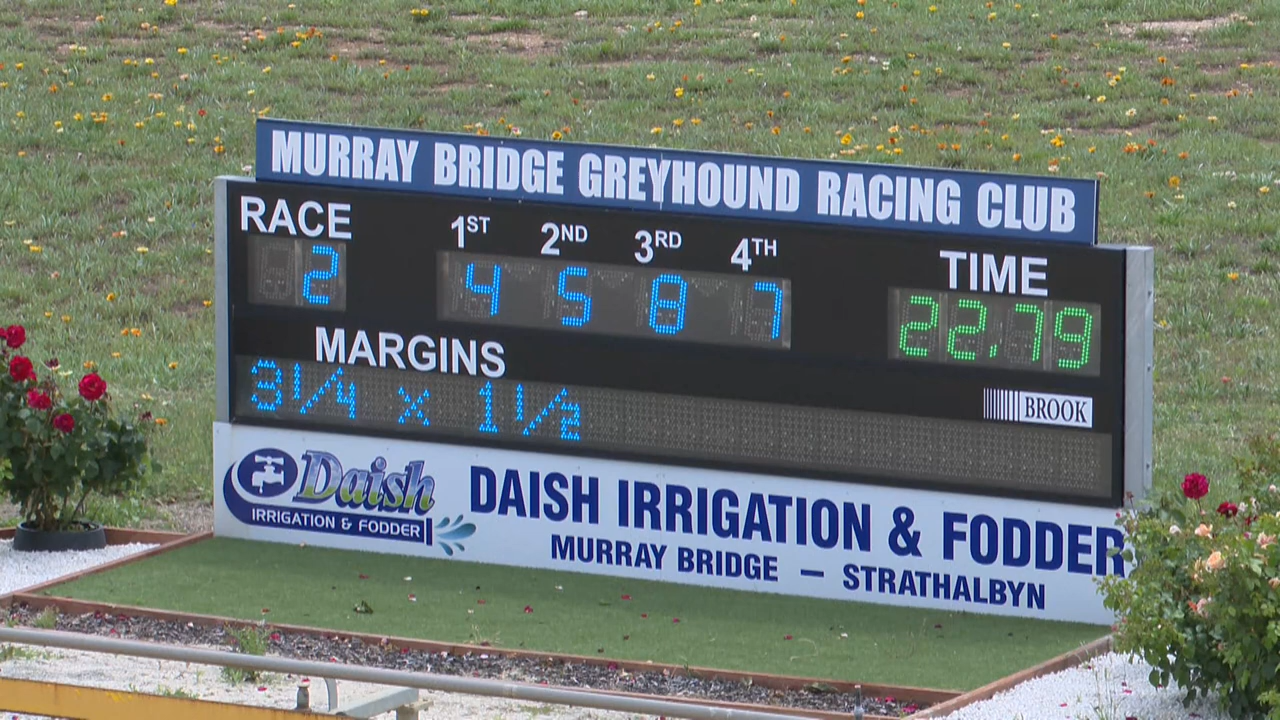 MURRAY BRIDGE GREYHOUND RACING CLUB
RACE 1ST 2ND 3RD 4TH TIME
2 4 5 8 7 22.79
MARGINS
3 1/4 x 1 1/2
BROOK
Daish
IRRIGATION & FODDER
DAISH IRRIGATION & FODDER
MURRAY BRIDGE – STRATHALBYN